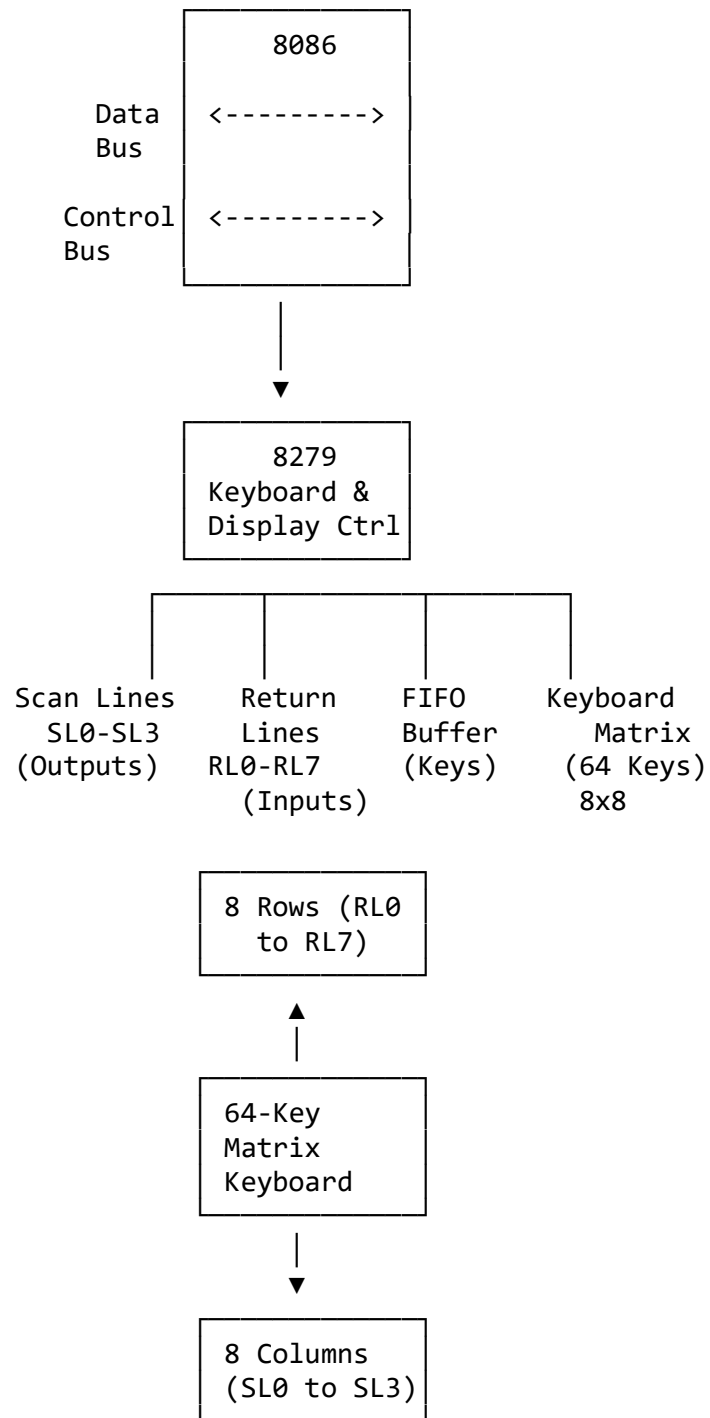 8086
Data <---------->
Bus
Control <---------->
Bus
8279
Keyboard &
Display Ctrl
Scan Lines Return FIFO Keyboard
SL0-SL3 Lines Buffer Matrix
(Outputs) RL0-RL7 (Keys) (64 Keys)
(Inputs) 8x8
8 Rows (RL0
to RL7)
64-Key
Matrix
Keyboard
8 Columns
(SL0 to SL3)